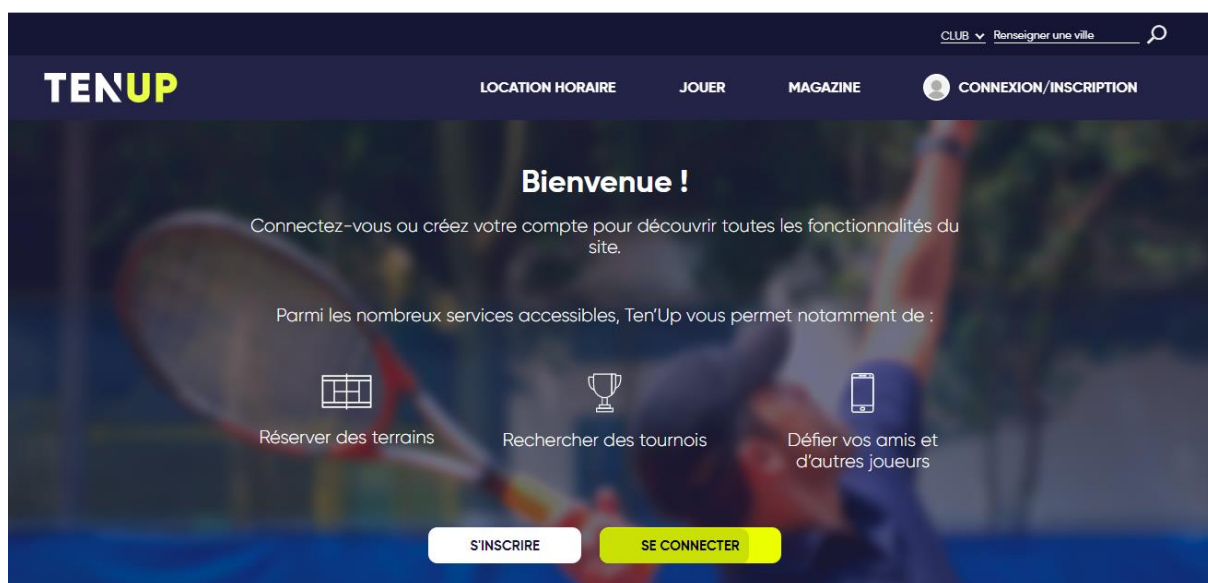 CLUB Renseigner une ville
TENUP LOCATION HORAIRE JOUER MAGAZINE CONNEXION/INSCRIPTION
Bienvenue !
Connectez-vous ou créez votre compte pour découvrir toutes les fonctionnalités du
site.
Parmi les nombreux services accessibles, Ten'Up vous permet notamment de :
Réserver des terrains
Rechercher des tournois
Défier vos amis et
d'autres joueurs
S'INSCRIRE SE CONNECTER